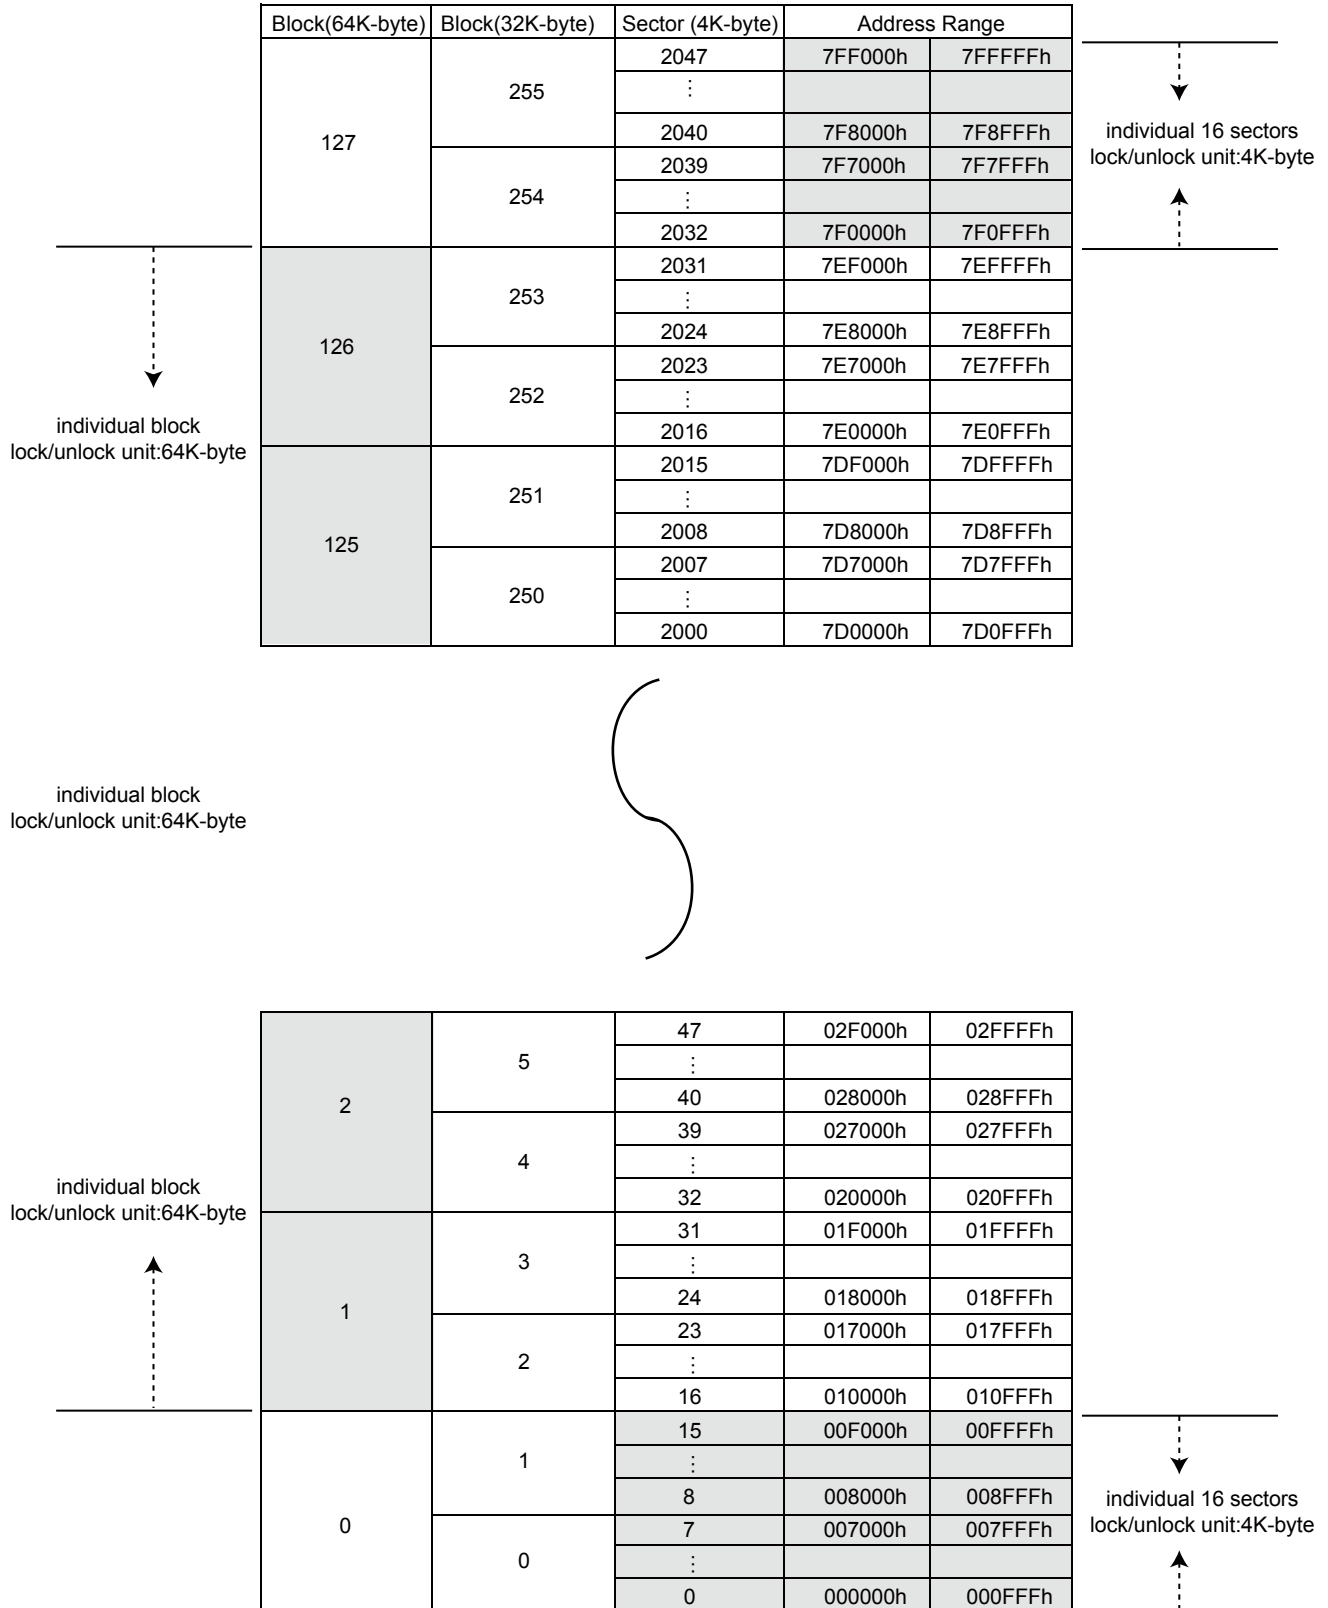 Block(64K-byte) Block(32K-byte) Sector (4K-byte) Address Range
127
255
2047 7FF000h 7FFFFFh
⋮
2040 7F8000h 7F8FFFh
254
2039 7F7000h 7F7FFFh
⋮
2032 7F0000h 7F0FFFh
individual 16 sectors
lock/unlock unit:4K-byte
126
253
2031 7EF000h 7EFFFFh
⋮
2024 7E8000h 7E8FFFh
252
2023 7E7000h 7E7FFFh
⋮
2016 7E0000h 7E0FFFh
individual block
lock/unlock unit:64K-byte
125
251
2015 7DF000h 7DFFFFh
⋮
2008 7D8000h 7D8FFFh
250
2007 7D7000h 7D7FFFh
⋮
2000 7D0000h 7D0FFFh
individual block
lock/unlock unit:64K-byte
2
5
47 02F000h 02FFFFh
⋮
40 028000h 028FFFh
4
39 027000h 027FFFh
⋮
32 020000h 020FFFh
individual block
lock/unlock unit:64K-byte
1
3
31 01F000h 01FFFFh
⋮
24 018000h 018FFFh
2
23 017000h 017FFFh
⋮
16 010000h 010FFFh
0
1
15 00F000h 00FFFFh
⋮
8 008000h 008FFFh
0
7 007000h 007FFFh
⋮
0 000000h 000FFFh
individual 16 sectors
lock/unlock unit:4K-byte